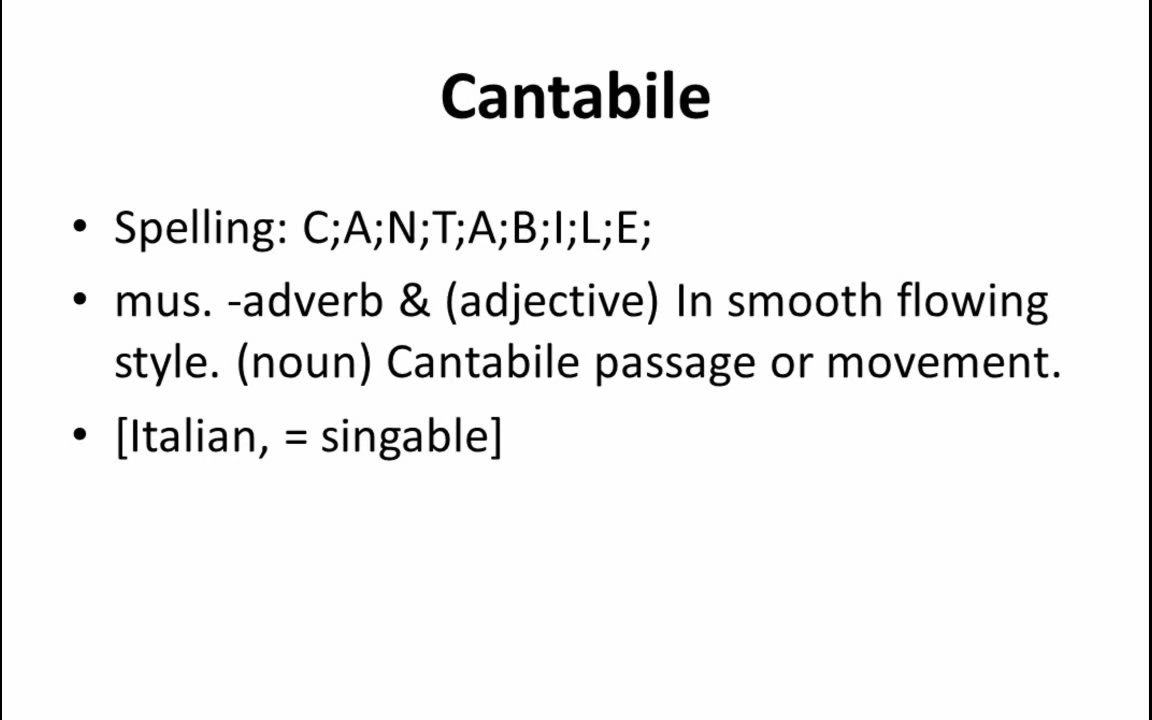 Cantabile
• Spelling: C;A;N;T;A;B;I;L;E;
• mus. -adverb & (adjective) In smooth flowing
style. (noun) Cantabile passage or movement.
• [Italian, = singable]